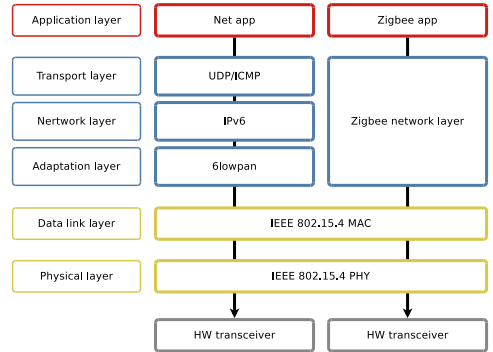 Application layer
Net app
Zigbee app
Transport layer
UDP/ICMP
Nertwork layer
IPv6
Zigbee network layer
Adaptation layer
6lowpan
Data link layer
IEEE 802.15.4 MAC
Physical layer
IEEE 802.15.4 PHY
HW transceiver
HW transceiver